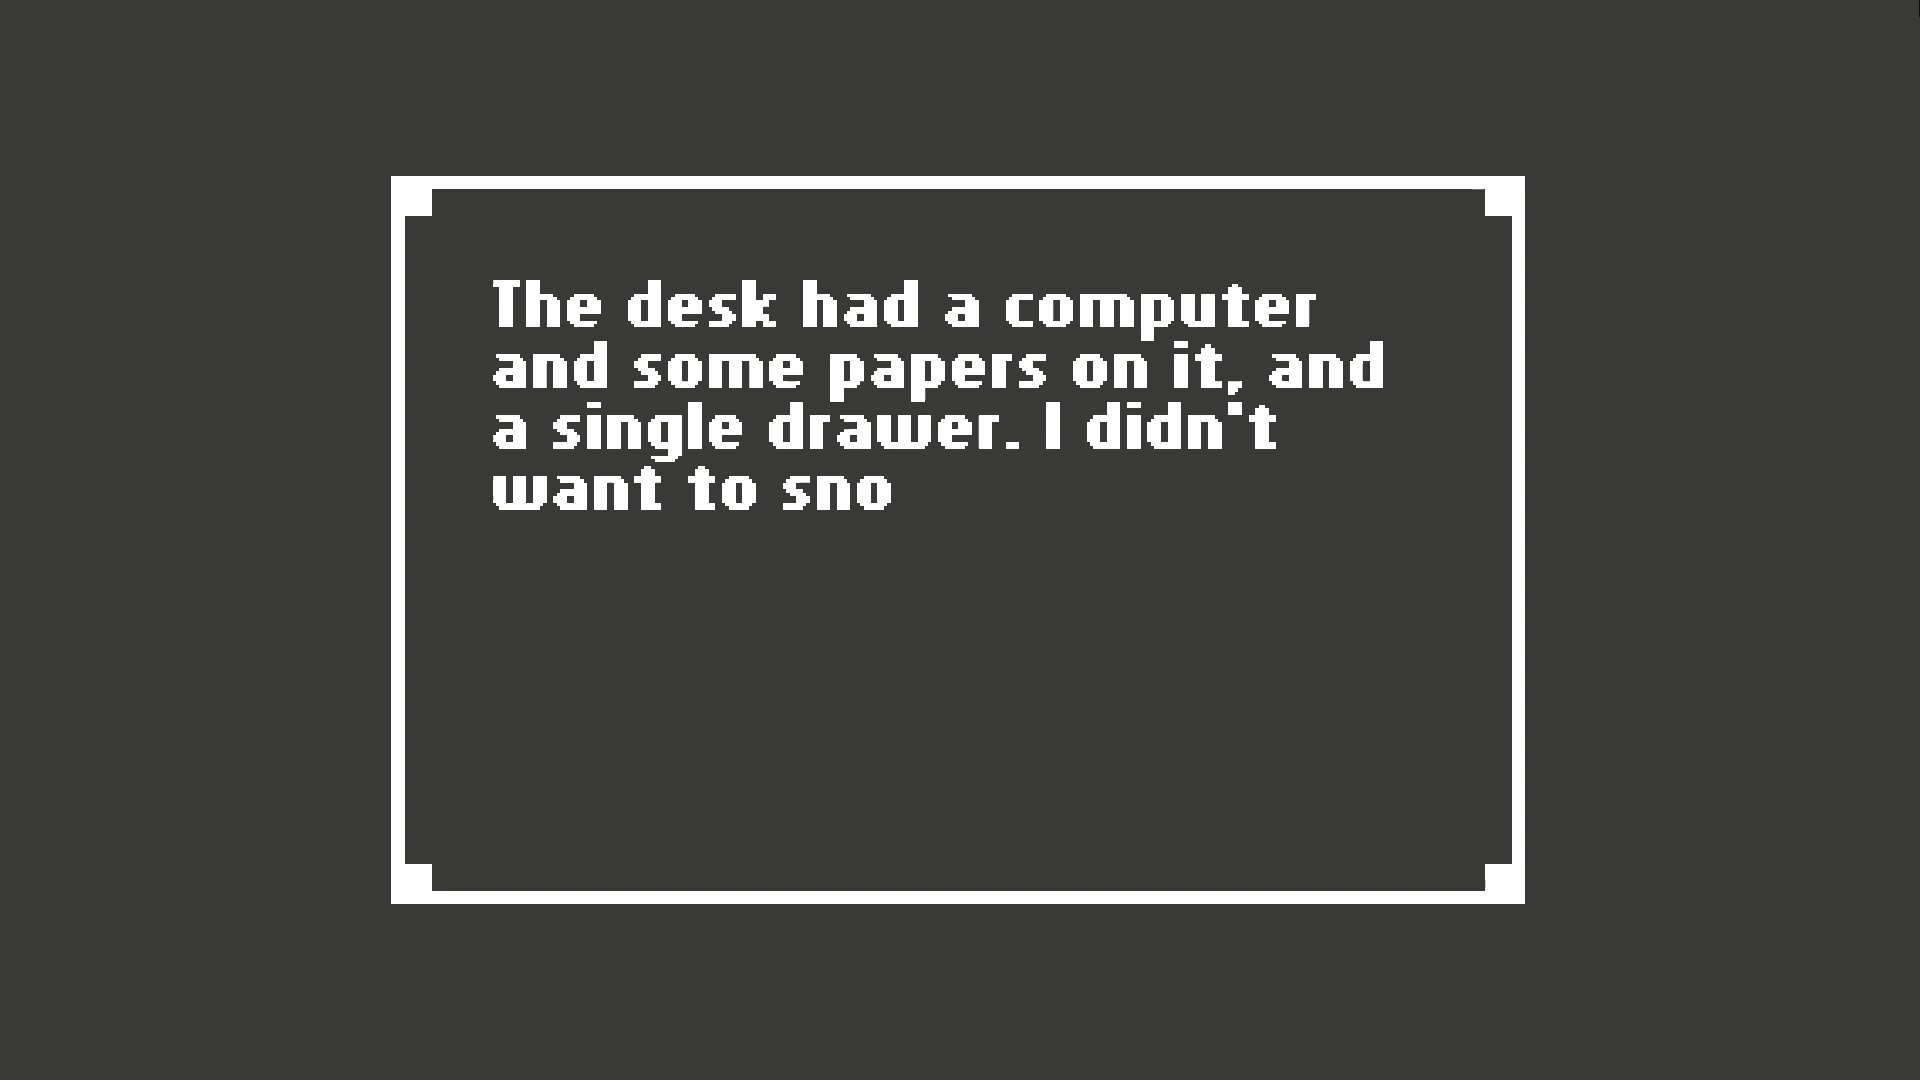 The desk had a computer
and some papers on it, and
a single drawer. I didn't
want to sno